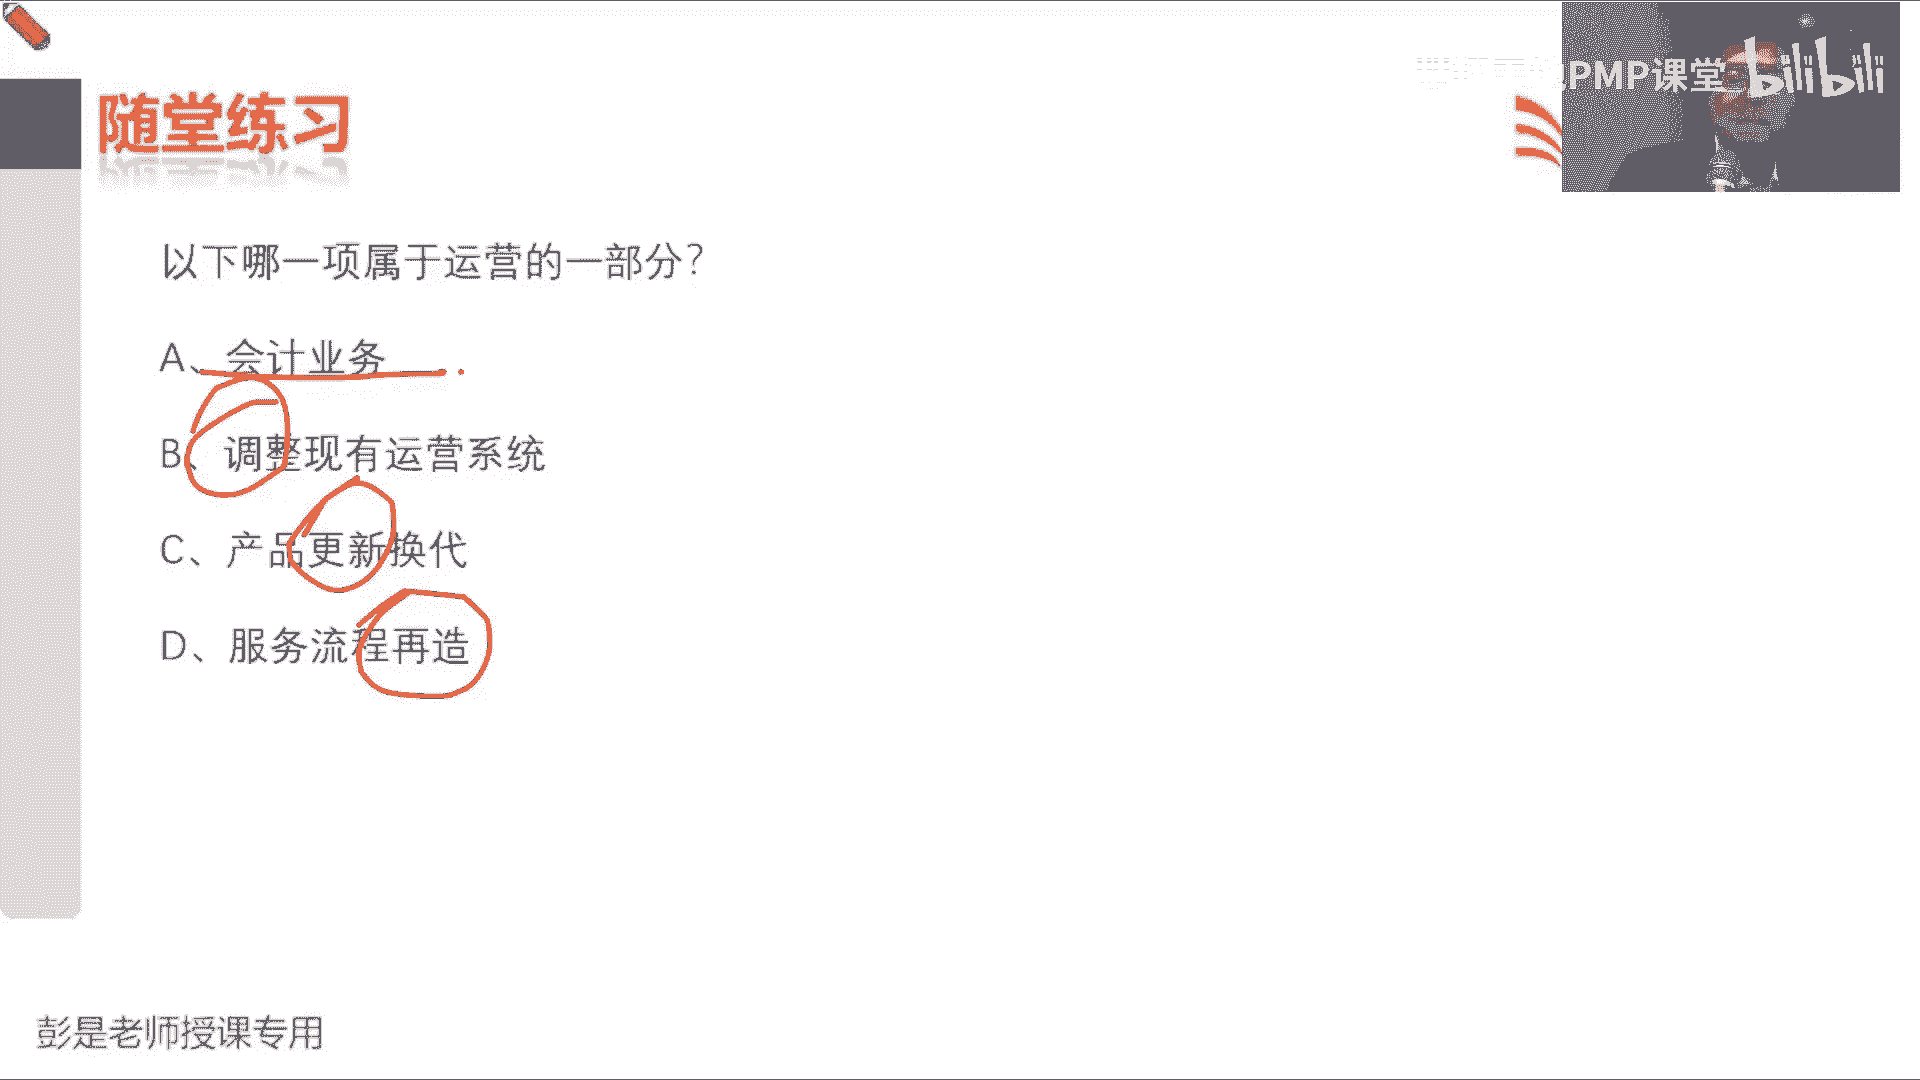 PMP课堂 bilibili
随堂练习
以下哪一项属于运营的一部分？
A、会计业务
B、调整现有运营系统
C、产品更新换代
D、服务流程再造
彭是老师授课专用